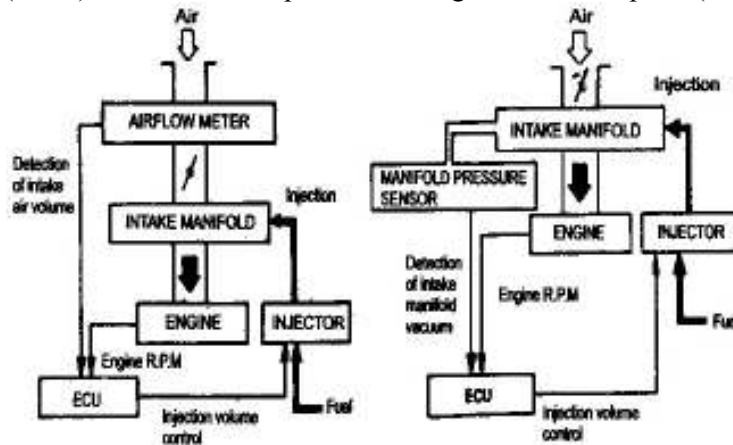 Air
AIRFLOW METER
Detection
of intake
air volume
Injection
INTAKE MANIFOLD
ENGINE
INJECTOR
Engine R.P.M
ECU
Fuel
Injection volume
control
Air
Injection
INTAKE MANIFOLD
MANIFOLD PRESSURE
SENSOR
ENGINE
INJECTOR
Detection
of intake
manifold
vacuum
Engine R.P.M
Fue
ECU
Injection volume
control